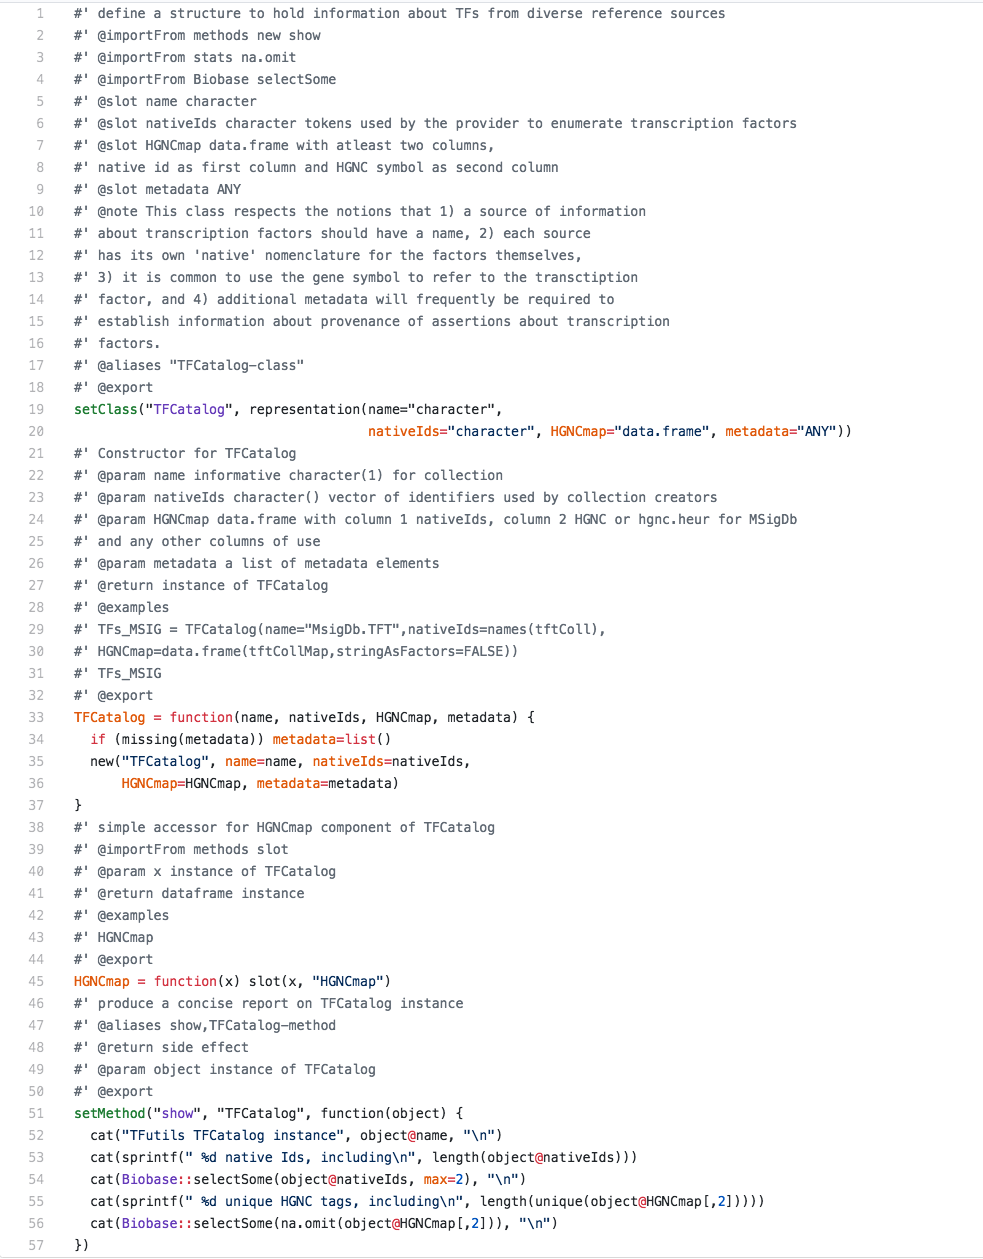 1 #' define a structure to hold information about TFs from diverse reference sources
2 #' @importFrom methods new show
3 #' @importFrom stats na.omit
4 #' @importFrom Biobase selectSome
5 #' @slot name character
6 #' @slot nativeIds character tokens used by the provider to enumerate transcription factors
7 #' @slot HGNCmap data.frame with atleast two columns,
8 #' native id as first column and HGNC symbol as second column
9 #' @slot metadata ANY
10 #' @note This class respects the notions that 1) a source of information
11 #' about transcription factors should have a name, 2) each source
12 #' has its own 'native' nomenclature for the factors themselves,
13 #' 3) it is common to use the gene symbol to refer to the transctiption
14 #' factor, and 4) additional metadata will frequently be required to
15 #' establish information about provenance of assertions about transcription
16 #' factors.
17 #' @aliases "TFCatalog-class"
18 #' @export
19 setClass("TFCatalog", representation(name="character",
20                                      nativeIds="character", HGNCmap="data.frame", metadata="ANY"))
21 #' Constructor for TFCatalog
22 #' @param name informative character(1) for collection
23 #' @param nativeIds character() vector of identifiers used by collection creators
24 #' @param HGNCmap data.frame with column 1 nativeIds, column 2 HGNC or hgnc.heur for MSigDb
25 #' and any other columns of use
26 #' @param metadata a list of metadata elements
27 #' @return instance of TFCatalog
28 #' @examples
29 #' TFs_MSIG = TFCatalog(name="MsigDb.TFT",nativeIds=names(tftColl),
30 #' HGNCmap=data.frame(tftCollMap,stringAsFactors=FALSE))
31 #' TFs_MSIG
32 #' @export
33 TFCatalog = function(name, nativeIds, HGNCmap, metadata) {
34   if (missing(metadata)) metadata=list()
35   new("TFCatalog", name=name, nativeIds=nativeIds,
36       HGNCmap=HGNCmap, metadata=metadata)
37 }
38 #' simple accessor for HGNCmap component of TFCatalog
39 #' @importFrom methods slot
40 #' @param x instance of TFCatalog
41 #' @return dataframe instance
42 #' @examples
43 #' HGNCmap
44 #' @export
45 HGNCmap = function(x) slot(x, "HGNCmap")
46 #' produce a concise report on TFCatalog instance
47 #' @aliases show,TFCatalog-method
48 #' @return side effect
49 #' @param object instance of TFCatalog
50 #' @export
51 setMethod("show", "TFCatalog", function(object) {
52   cat("TFutils TFCatalog instance", object@name, "\n")
53   cat(sprintf(" %d native Ids, including\n", length(object@nativeIds)))
54   cat(Biobase::selectSome(object@nativeIds, max=2), "\n")
55   cat(sprintf(" %d unique HGNC tags, including\n", length(unique(object@HGNCmap[,2]))))
56   cat(Biobase::selectSome(na.omit(object@HGNCmap[,2])), "\n")
57 })